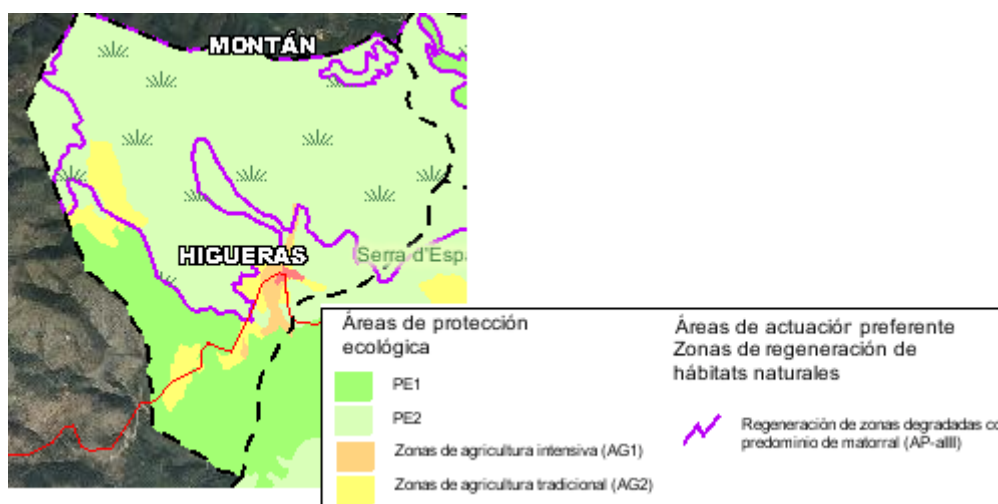 MONTÁN
HIGUERAS
Serra d'Espa
Áreas de protección
ecológica
PE1
PE2
Zonas de agricultura intensiva (AG1)
Zonas de agricultura tradicional (AG2)
Áreas de actuaciór preferente
Zonas de regeneración de
hábitats naturales
Regeneración de zonas degradadas co
predominio de matorral (AP-aIII)